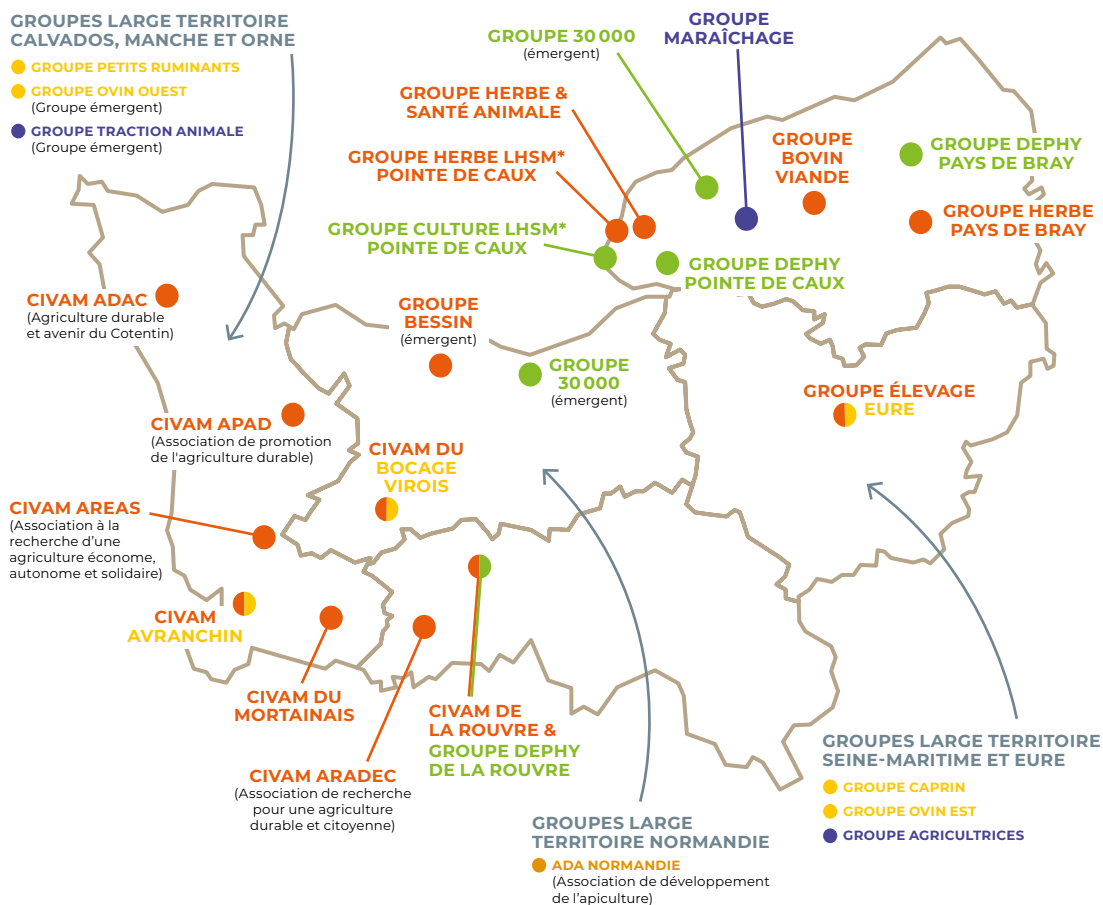 GROUPES LARGE TERRITOIRE
CALVADOS, MANCHE ET ORNE
GROUPE PETITS RUMINANTS
GROUPE OVIN OUEST
(Groupe émergent)
GROUPE TRACTION ANIMALE
(Groupe émergent)
GROUPE 30 000
(émergent)
GROUPE
MARAÎCHAGE
GROUPE HERBE &
SANTÉ ANIMALE
GROUPE HERBE LHSM*
POINTE DE CAUX
GROUPE CULTURE LHSM*
POINTE DE CAUX
GROUPE
BOVIN
VIANDE
GROUPE DEPHY
PAYS DE BRAY
GROUPE HERBE
PAYS DE BRAY
GROUPE DEPHY
POINTE DE CAUX
CIVAM ADAC
(Agriculture durable
et avenir du Cotentin)
GROUPE
BESSIN
(émergent)
GROUPE
30 000
(émergent)
GROUPE ÉLEVAGE
EURE
CIVAM APAD
(Association de promotion
de l'agriculture durable)
CIVAM DU
BOCAGE
VIROIS
CIVAM AREAS
(Association à la
recherche d'une
agriculture économe,
autonome et solidaire)
CIVAM
AVRANCHIN
CIVAM DU
MORTAINAIS
CIVAM ARADEC
(Association de recherche
pour une agriculture
durable et citoyenne)
CIVAM DE
LA ROUVRE &
GROUPE DEPHY
DE LA ROUVRE
GROUPES LARGE
TERRITOIRE NORMANDIE
ADA NORMANDIE
(Association de développement
de l'apiculture)
GROUPES LARGE TERRITOIRE
SEINE-MARITIME ET EURE
GROUPE CAPRIN
GROUPE OVIN EST
GROUPE AGRICULTRICES